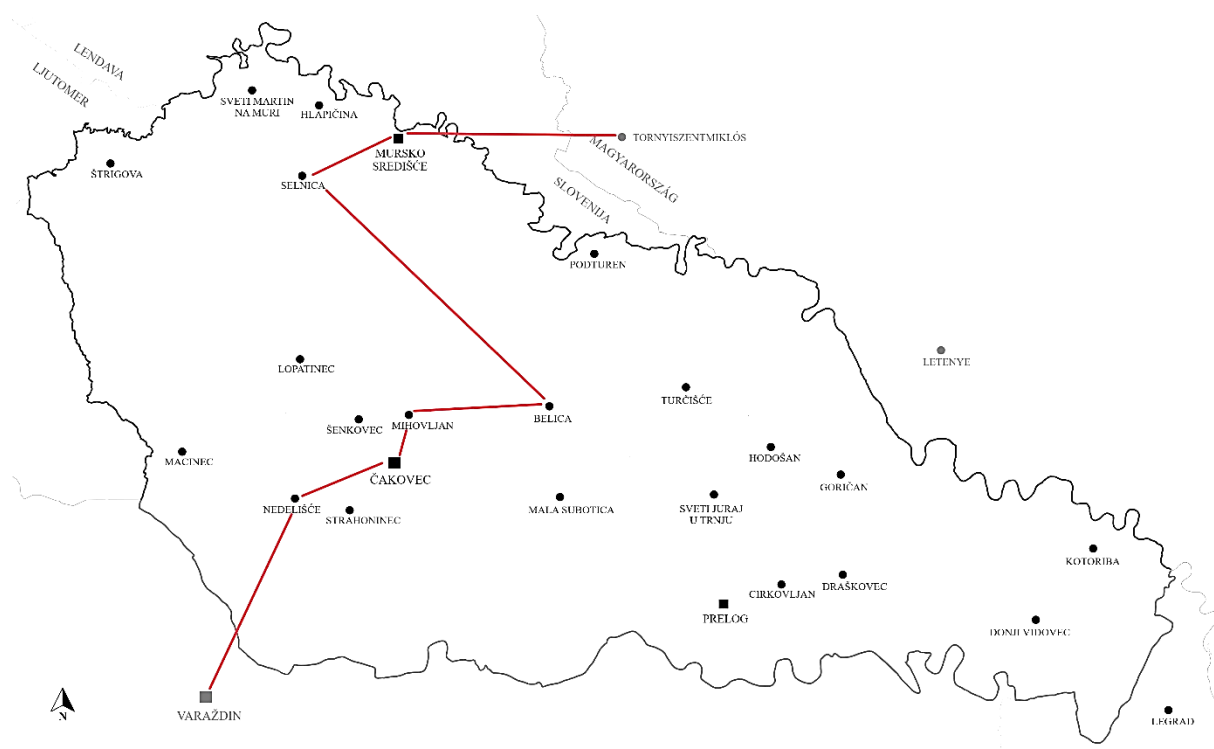 LENDAVA
LJUTOMER
SVETI MARTIN
NA MURI
HLAPIČINA
TORNYISZENTMIKLÓS
MURSKO
SREDIŠĆE
MAGYARORSZÁG
ŠTRIGOVA
SELNICA
SLOVENIJA
PODTUREN
LETENYE
LOPATINEC
TURČIŠĆE
BELICA
MIHOVLJAN
ŠENKOVEC
MACINEC
HODOŠAN
ČAKOVEC
GORIČAN
NEDELIŠĆE
STRAHONINEC
MALA SUBOTICA
SVETI JURAJ
U TRNJU
KOTORIBA
DRAŠKOVEC
CIRKOVLJAN
PRELOG
DONJI VIDOVEC
VARAŽDIN
N
LEGRAD